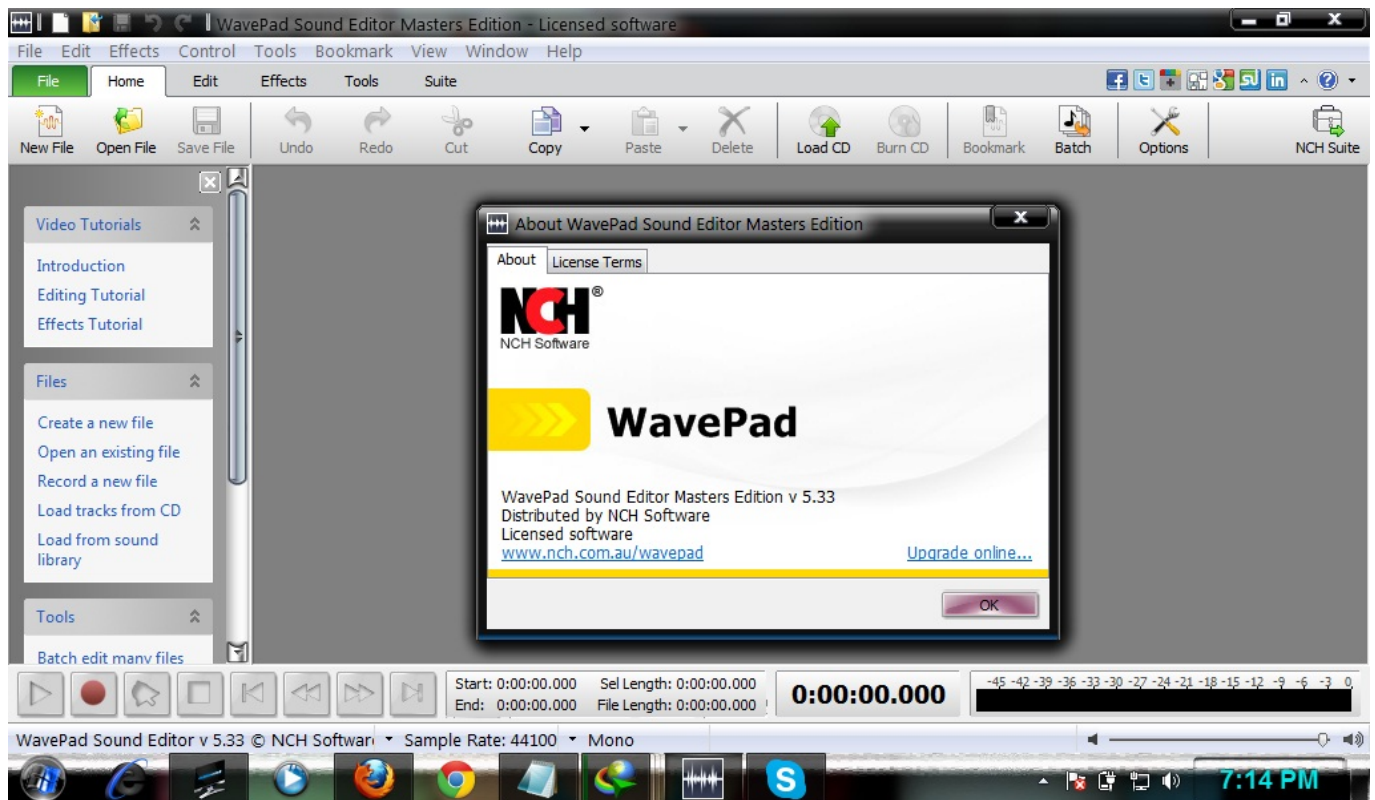 WavePad Sound Editor Masters Edition - Licensed software
File Edit Effects Control Tools Bookmark View Window Help
File Home Edit Effects Tools Suite
New File Open File Save File Undo Redo Cut Copy Paste Delete Load CD Burn CD Bookmark Batch Options NCH Suite
Video Tutorials
Introduction
Editing Tutorial
Effects Tutorial
Files
Create a new file
Open an existing file
Record a new file
Load tracks from CD
Load from sound
library
Tools
Batch edit many files
About WavePad Sound Editor Masters Edition
About License Terms
NCH®
NCH Software
WavePad
WavePad Sound Editor Masters Edition v 5.33
Distributed by NCH Software
Licensed software
www.nch.com.au/wavepad Upgrade online...
OK
Start: 0:00:00.000 Sel Length: 0:00:00.000
End: 0:00:00.000 File Length: 0:00:00.000
0:00:00.000
-45 -42 -39 -36 -33 -30 -27 -24 -21 -18 -15 -12 -9 -6 -3 0
WavePad Sound Editor v 5.33 © NCH Softwar Sample Rate: 44100 Mono
7:14 PM